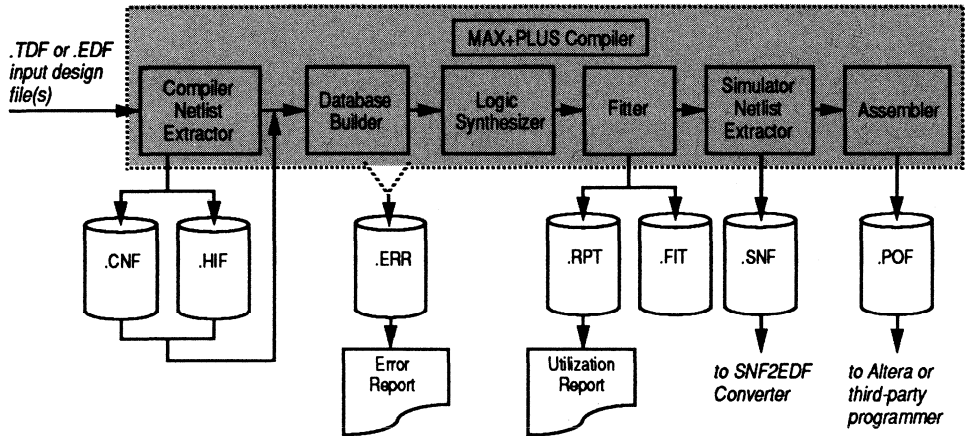 MAX+PLUS Compiler
.TDF or .EDF
input design
file(s)
Compiler
Netlist
Extractor
Database
Builder
Logic
Synthesizer
Fitter
Simulator
Netlist
Extractor
Assembler
.CNF
.HIF
.ERR
.RPT
.FIT
.SNF
.POF
Error
Report
Utilization
Report
to SNF2EDF
Converter
to Altera or
third-party
programmer